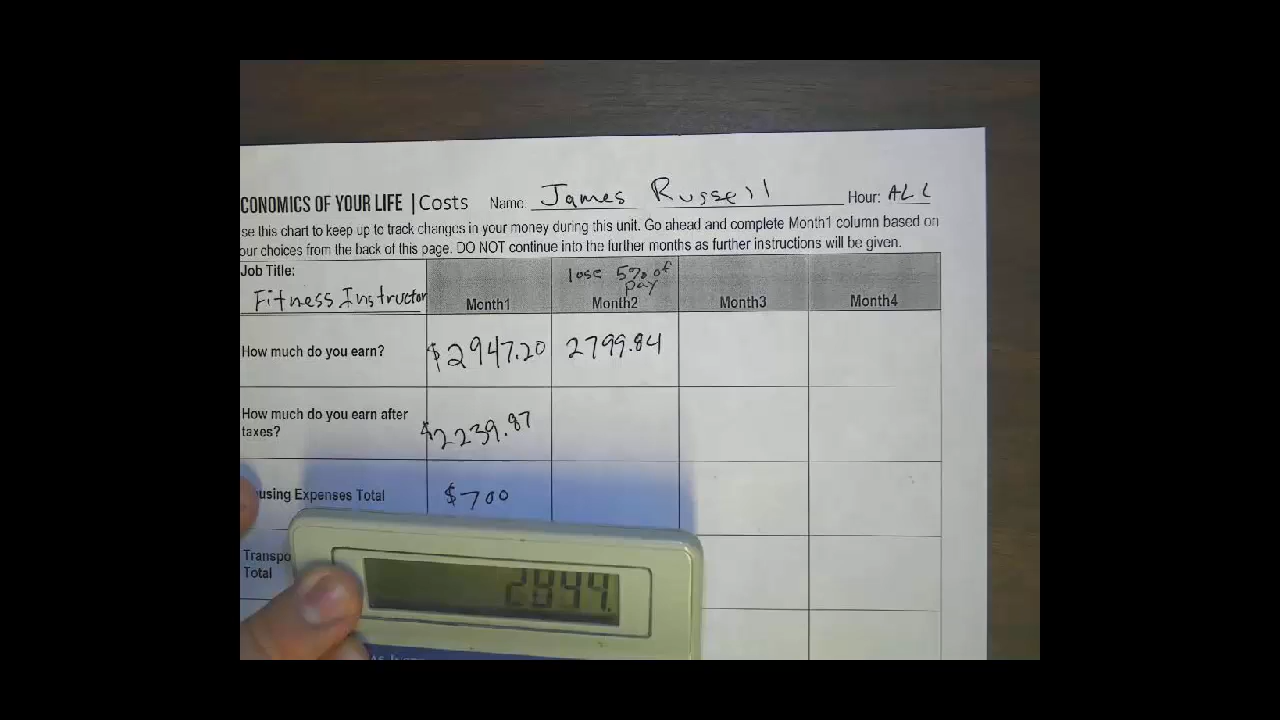 CONOMICS OF YOUR LIFE | Costs Name: James Russell Hour: ALL
se this chart to keep up to track changes in your money during this unit. Go ahead and complete Month1 column based on
our choices from the back of this page. DO NOT continue into the further months as further instructions will be given.
Job Title:
Fitness Instructor
Month1
lose 5% of
pay
Month2
Month3
Month4
How much do you earn?
$2947.20
2799.84
How much do you earn after
taxes?
$2239.87
using Expenses Total
$700
Transpo
Total
2844.